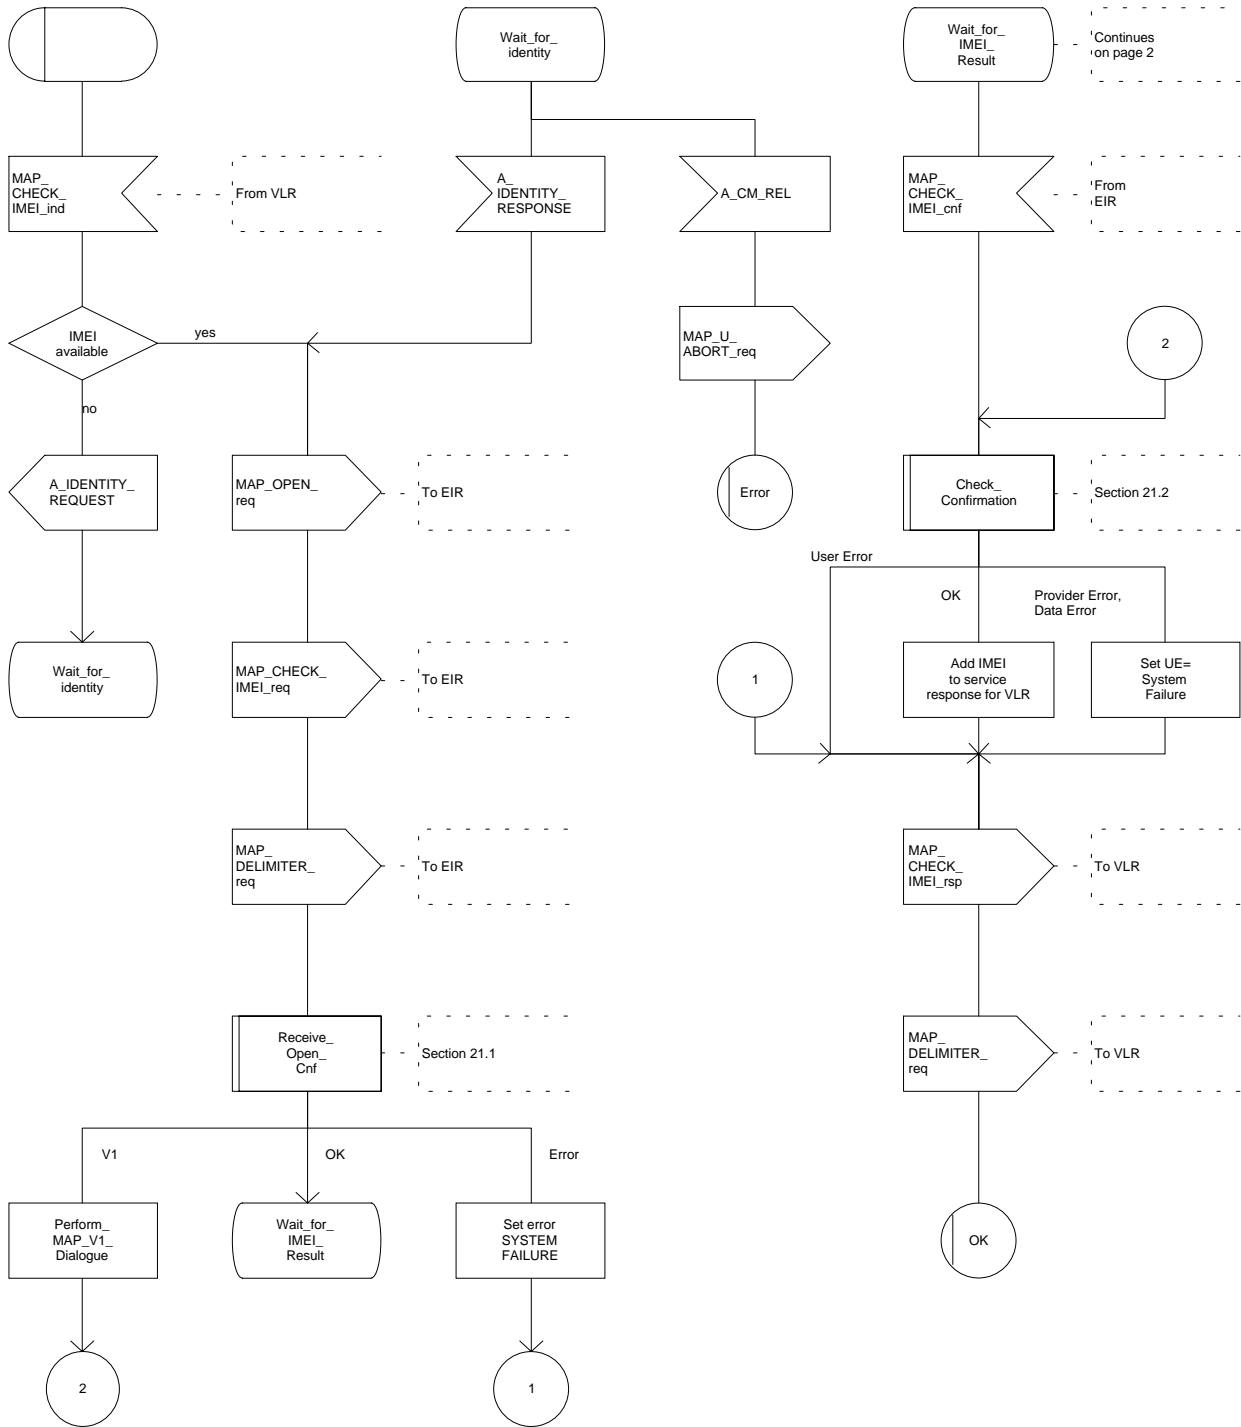 Wait_for_
identity
Wait_for_
IMEI_
Result
Continues
on page 2
MAP_
CHECK_
IMEI_ind
From VLR
A_
IDENTITY_
RESPONSE
A_CM_REL
MAP_
CHECK_
IMEI_cnf
From
EIR
IMEI
available
yes
no
MAP_U_
ABORT_req
2
A_IDENTITY_
REQUEST
MAP_OPEN_
req
To EIR
Error
Check_
Confirmation
Section 21.2
User Error
OK
Provider Error,
Data Error
Wait_for_
identity
MAP_CHECK_
IMEI_req
To EIR
1
Add IMEI
to service
response for VLR
Set UE=
System
Failure
MAP_
DELIMITER_
req
To EIR
MAP_
CHECK_
IMEI_rsp
To VLR
Receive_
Open_
Cnf
Section 21.1
MAP_
DELIMITER_
req
To VLR
V1
OK
Error
Perform_
MAP_V1_
Dialogue
Wait_for_
IMEI_
Result
Set error
SYSTEM
FAILURE
OK
2
1